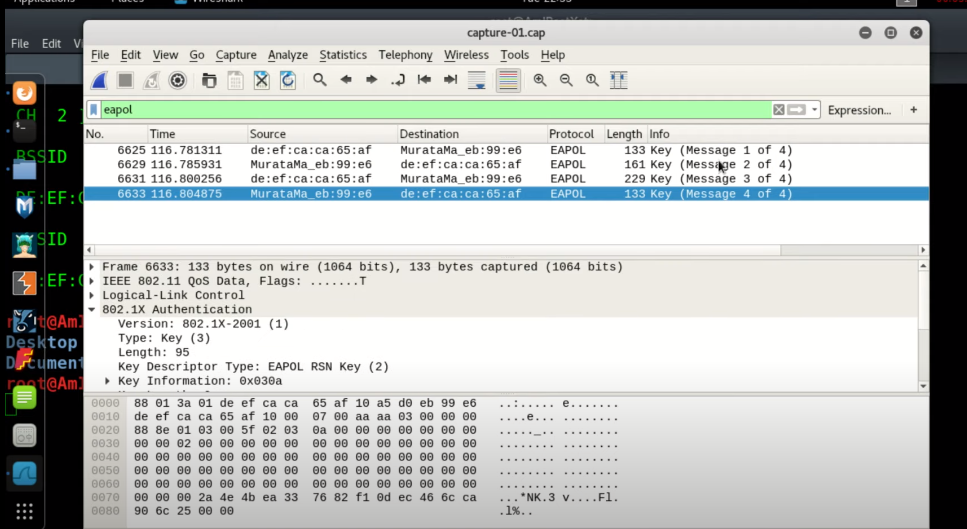 Applications Places Wireshark Tue 22:33
File Edit Vi
capture-01.cap
File Edit View Go Capture Analyze Statistics Telephony Wireless Tools Help
eapol Expression... +
No. Time Source Destination Protocol Length Info
6625 116.781311 de:ef:ca:ca:65:af MurataMa_eb:99:e6 EAPOL 133 Key (Message 1 of 4)
6629 116.785931 MurataMa_eb:99:e6 de:ef:ca:ca:65:af EAPOL 161 Key (Message 2 of 4)
6631 116.800256 de:ef:ca:ca:65:af MurataMa_eb:99:e6 EAPOL 229 Key (Message 3 of 4)
6633 116.804875 MurataMa_eb:99:e6 de:ef:ca:ca:65:af EAPOL 133 Key (Message 4 of 4)
Frame 6633: 133 bytes on wire (1064 bits), 133 bytes captured (1064 bits)
IEEE 802.11 QoS Data, Flags: .......T
Logical-Link Control
802.1X Authentication
Version: 802.1X-2001 (1)
Type: Key (3)
Length: 95
Key Descriptor Type: EAPOL RSN Key (2)
Key Information: 0x030a
0000 88 01 3a 01 de ef ca ca 65 af 10 a5 d0 eb 99 e6 ..:..... e.......
0010 de ef ca ca 65 af 10 00 07 00 aa aa 03 00 00 00 ....e... ........
0020 88 8e 01 03 00 5f 02 03 0a 00 00 00 00 00 00 00 ....._.. ........
0030 00 00 02 00 00 00 00 00 00 00 00 00 00 00 00 00 ........ ........
0040 00 00 00 00 00 00 00 00 00 00 00 00 00 00 00 00 ........ ........
0050 00 00 00 00 00 00 00 00 00 00 00 00 00 00 00 00 ........ ........
0060 00 00 00 00 00 00 00 00 00 00 00 00 00 00 00 00 ........ ........
0070 00 00 00 2a 4e 4b ea 33 76 82 f1 0d ec 46 6c ca ...*NK.3 v....Fl.
0080 90 6c 25 00 00 .l%..
CH 2
BSSID
:EF:
SSID
:EF:
Desktop
Document
root@Am